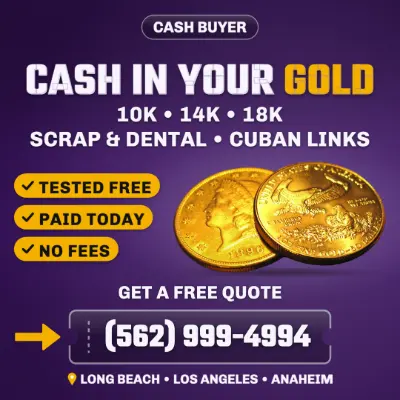 CASH BUYER
CASH IN YOUR GOLD
10K • 14K • 18K
SCRAP & DENTAL • CUBAN LINKS
TESTED FREE
PAID TODAY
NO FEES
GET A FREE QUOTE
(562) 999-4994
LONG BEACH • LOS ANGELES • ANAHEIM